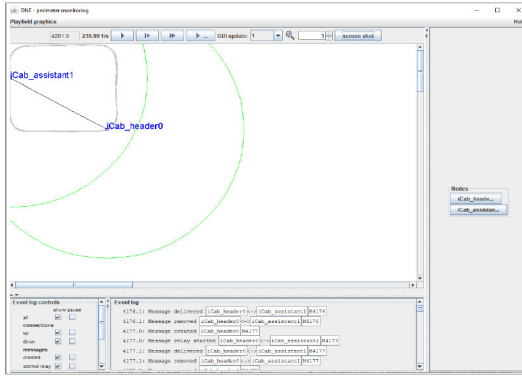 ONE - perimeter monitoring
Playfield graphics
Hel
4201.0 239.99 1/s GUI update: 1 3 screen shot
iCab_assistant1
iCab_header0
Nodes
iCab_heade...
iCab_assistan...
Event log controls
show pause
all
connections
up
down
messages
created
started relay
Event log
4176.1: Message delivered iCab_header0<->iCab_assistant1 M4176
4176.1: Message removed iCab_header0<->iCab_assistant1 M4176
4177.0: Message created iCab_header0 M4177
4177.0: Message relay started iCab_header0<->iCab_assistant1 M4177
4177.1: Message delivered iCab_header0<->iCab_assistant1 M4177
4177.1: Message removed iCab_header0<->iCab_assistant1 M4177